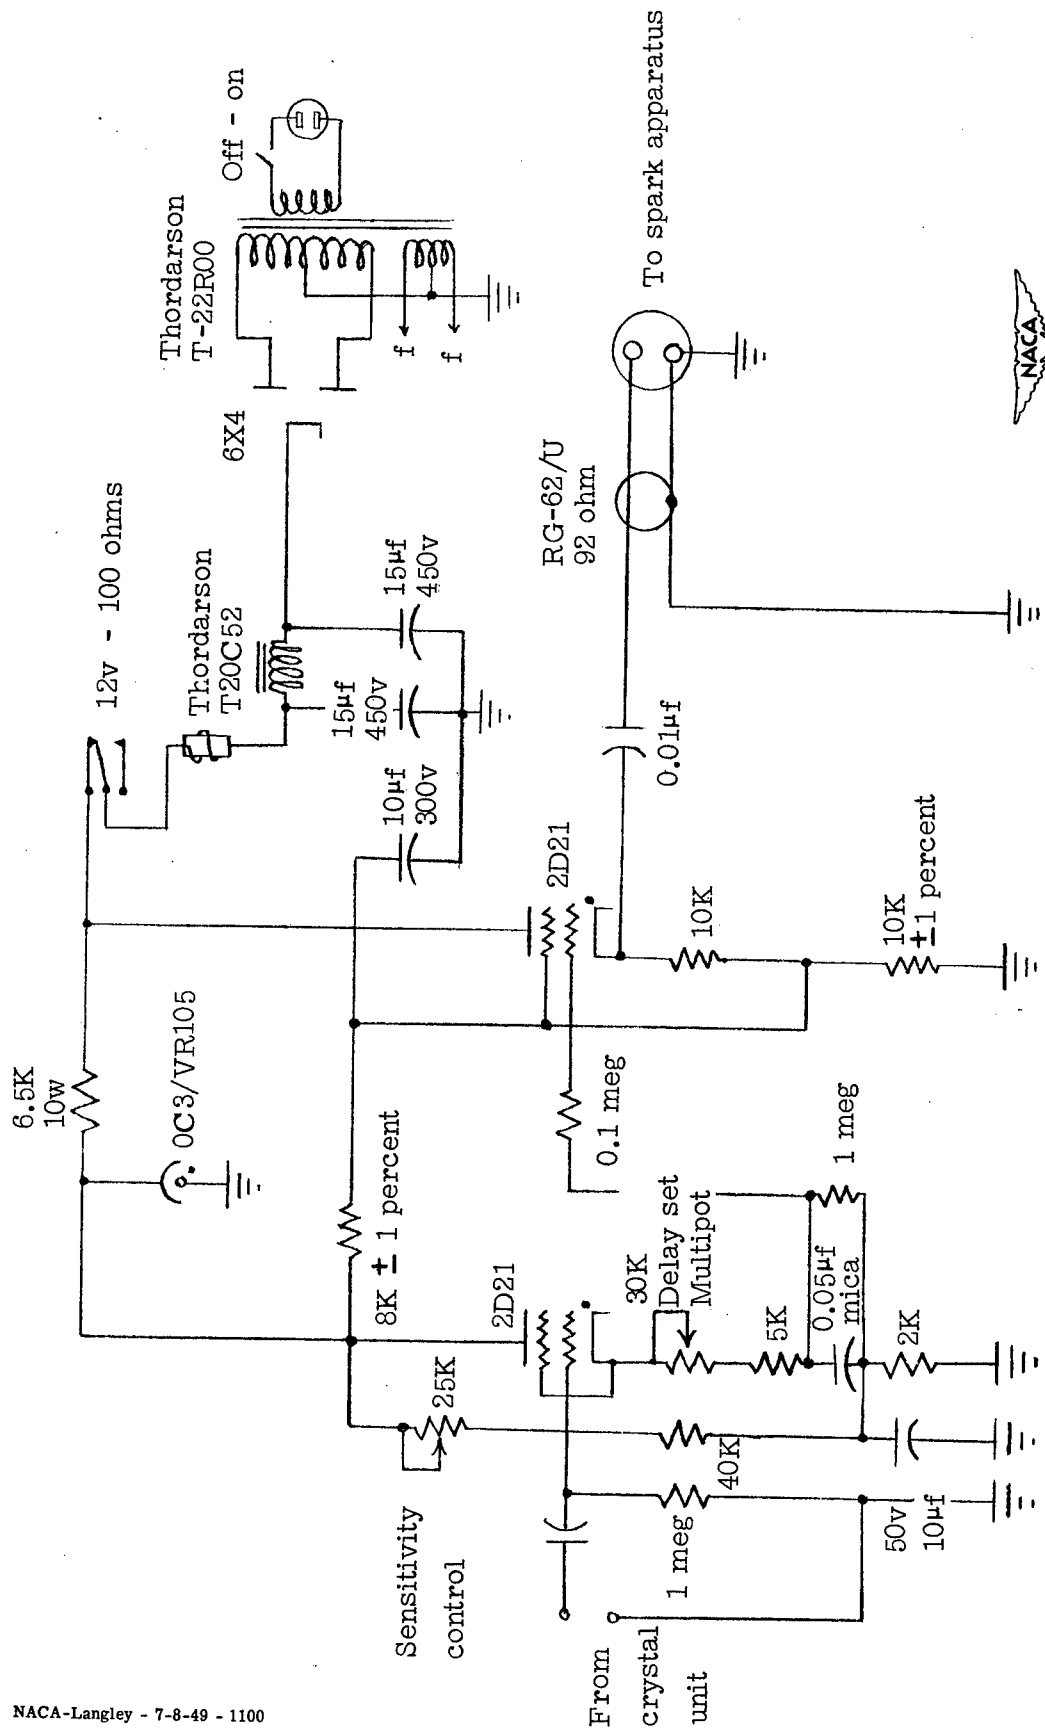 Off - on
Thordarson
T-22R00
f
f
6X4
12v - 100 ohms
Thordarson
T20C52
15μf
450v
15μf
450v
10μf
300v
To spark apparatus
RG-62/U
92 ohm
0.01μf
2D21
10K
10K
±1 percent
6.5K
10w
0C3/VR105
8K ± 1 percent
0.1 meg
1 meg
2D21
30K
Delay set
Multipot
5K
0.05μf
mica
2K
25K
Sensitivity
control
40K
1 meg
50v
10μf
From
crystal
unit
NACA
NACA-Langley - 7-8-49 - 1100